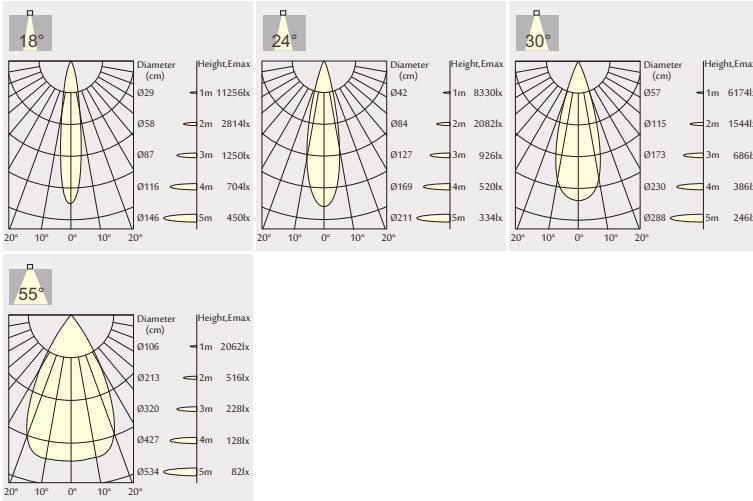 18°
Diameter Height,Emax
(cm)
Ø29 1m 11256lx
Ø58 2m 2814lx
Ø87 3m 1250lx
Ø116 4m 704lx
Ø146 5m 450lx
20° 10° 0° 10° 20°
24°
Diameter Height,Emax
(cm)
Ø42 1m 8330lx
Ø84 2m 2082lx
Ø127 3m 926lx
Ø169 4m 520lx
Ø211 5m 334lx
20° 10° 0° 10° 20°
30°
Diameter Height,Emax
(cm)
Ø57 1m 6174lx
Ø115 2m 1544lx
Ø173 3m 686lx
Ø230 4m 386lx
Ø288 5m 246lx
20° 10° 0° 10° 20°
55°
Diameter Height,Emax
(cm)
Ø106 1m 2062lx
Ø213 2m 516lx
Ø320 3m 228lx
Ø427 4m 128lx
Ø534 5m 82lx
20° 10° 0° 10° 20°